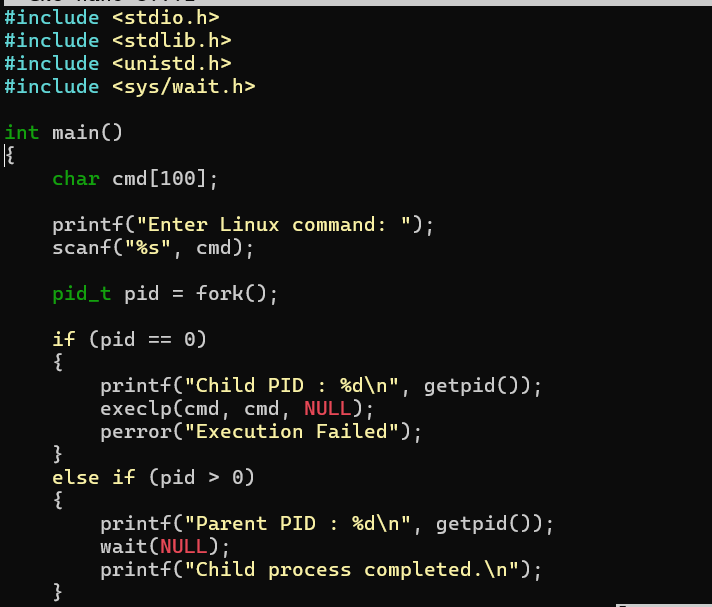 #include <stdio.h>
#include <stdlib.h>
#include <unistd.h>
#include <sys/wait.h>
int main()
{
    char cmd[100];
    printf("Enter Linux command: ");
    scanf("%s", cmd);
    pid_t pid = fork();
    if (pid == 0)
    {
        printf("Child PID : %d\n", getpid());
        execlp(cmd, cmd, NULL);
        perror("Execution Failed");
    }
    else if (pid > 0)
    {
        printf("Parent PID : %d\n", getpid());
        wait(NULL);
        printf("Child process completed.\n");
    }